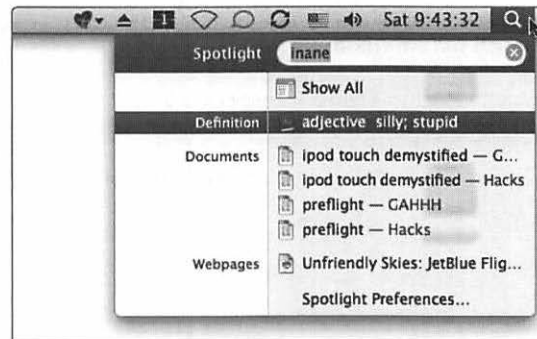 1 Sat 9:43:32
Spotlight inane
Show All
Definition adjective silly; stupid
Documents ipod touch demystified — G...
ipod touch demystified — Hacks
preflight — GAHHH
preflight — Hacks
Webpages Unfriendly Skies: JetBlue Flig...
Spotlight Preferences...